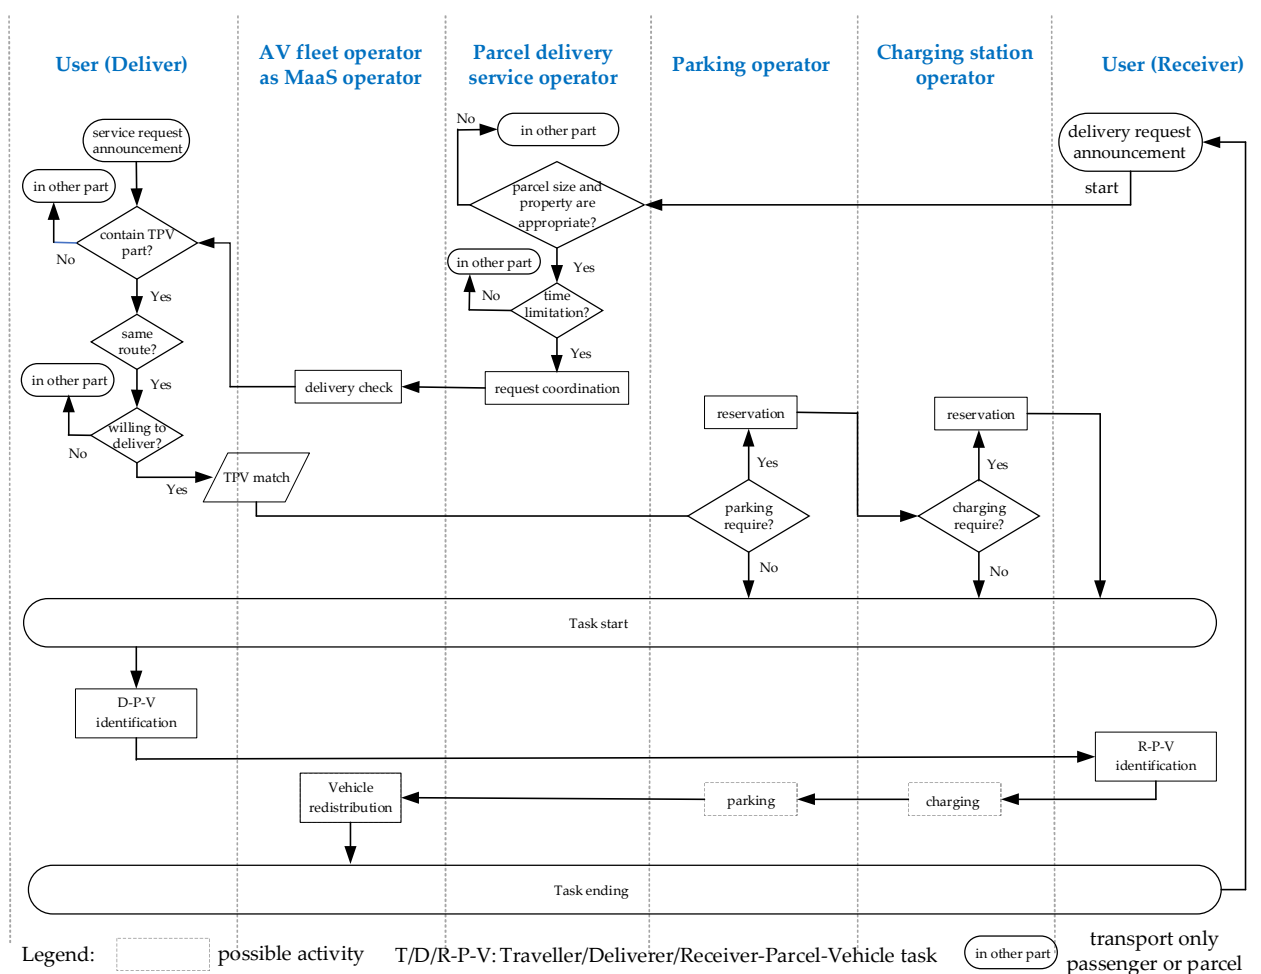 User (Deliver)
AV fleet operator
as MaaS operator
Parcel delivery
service operator
Parking operator
Charging station
operator
User (Receiver)
service request
announcement
in other part
contain TPV
part?
No
Yes
same
route?
Yes
in other part
willing to
deliver?
No
Yes
TPV match
delivery check
No
in other part
parcel size and
property are
appropriate?
Yes
in other part
No
time
limitation?
Yes
request coordination
reservation
Yes
parking
require?
No
reservation
Yes
charging
require?
No
delivery request
announcement
start
Task start
D-P-V
identification
R-P-V
identification
Vehicle
redistribution
parking
charging
Task ending
Legend:
possible activity
T/D/R-P-V: Traveller/Deliverer/Receiver-Parcel-Vehicle task
in other part
transport only
passenger or parcel